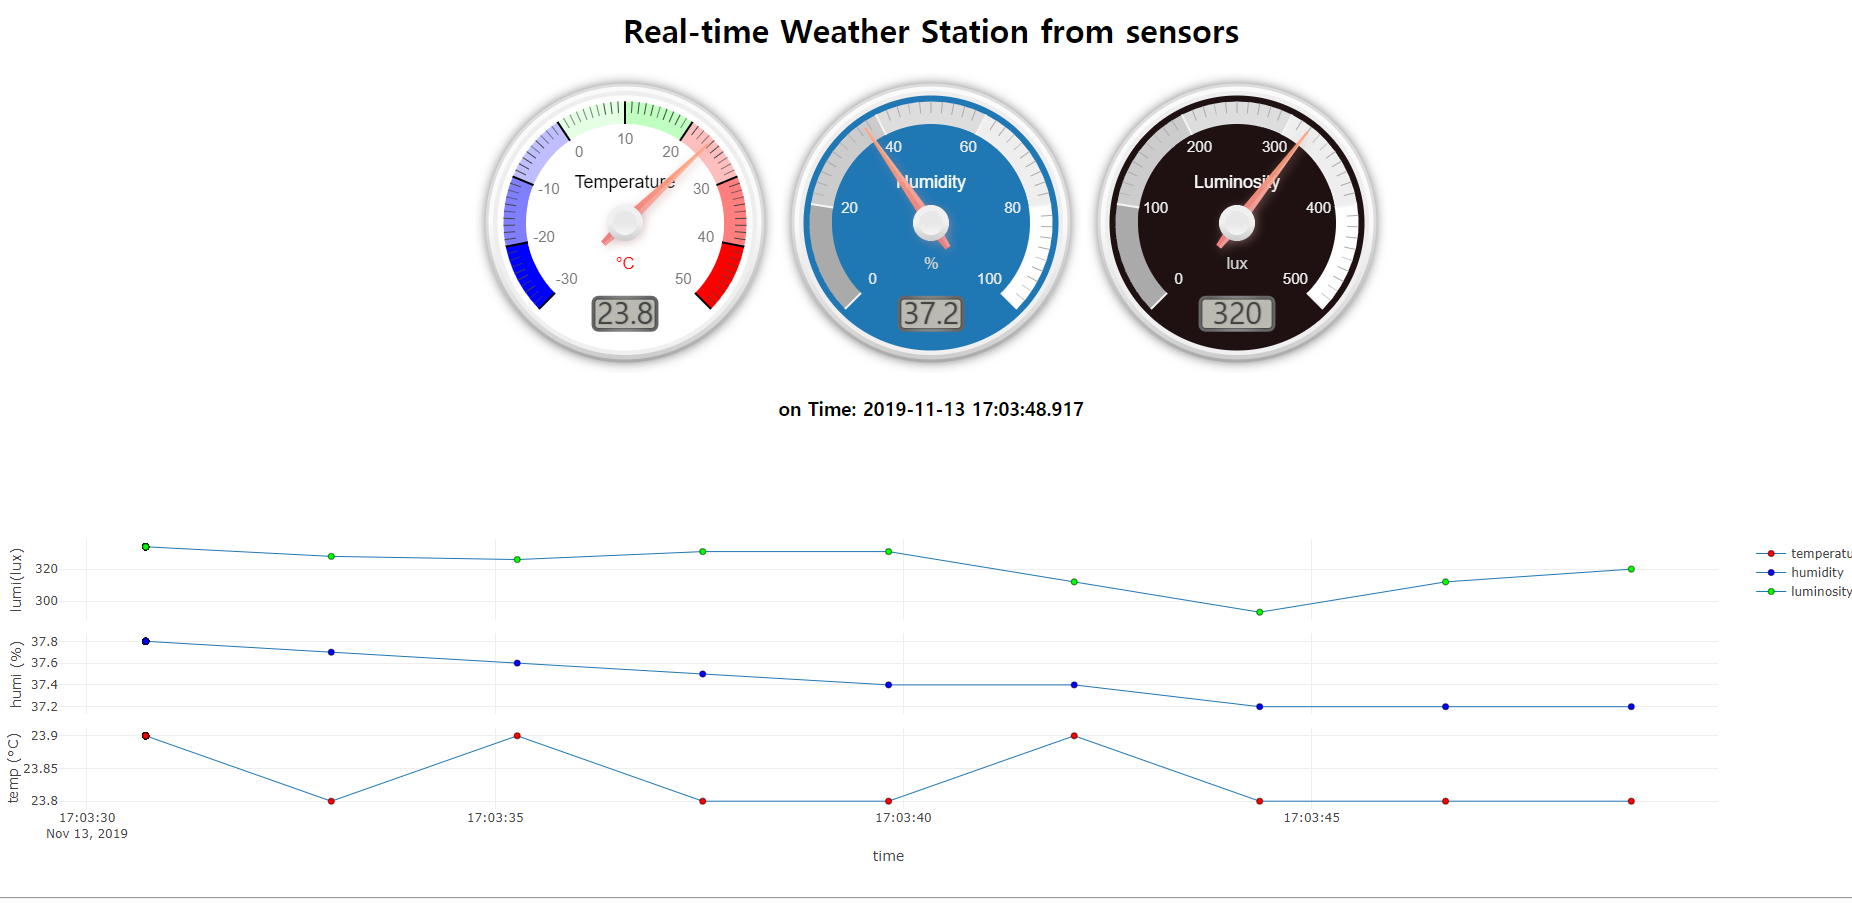 Real-time Weather Station from sensors
-30 -20 -10 0 10 20 30 40 50
Temperature
°C
23.8
0 20 40 60 80 100
Humidity
%
37.2
0 100 200 300 400 500
Luminosity
lux
320
on Time: 2019-11-13 17:03:48.917
lumi(lux)
320
300
humi (%)
37.8
37.6
37.4
37.2
temp (°C)
23.9
23.85
23.8
17:03:30 17:03:35 17:03:40 17:03:45
Nov 13, 2019
time
temperatu
humidity
luminosity